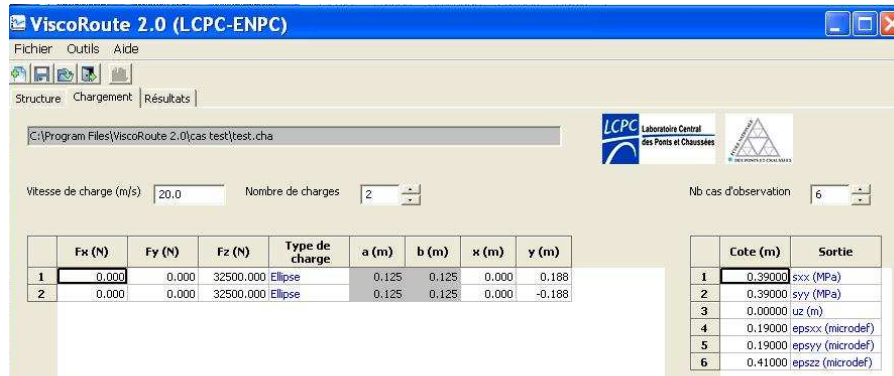 ViscoRoute 2.0 (LCPC-ENPC)
Fichier Outils Aide
Structure Chargement Résultats
C:\Program Files\ViscoRoute 2.0\cas test\test.cha
LCPC Laboratoire Central
des Ponts et Chaussées
Vitesse de charge (m/s) 20.0 Nombre de charges 2 Nb cas d'observation 6
Fx (N) Fy (N) Fz (N) Type de charge a (m) b (m) x (m) y (m)
1 0.000 0.000 32500.000 Ellipse 0.125 0.125 0.000 0.188
2 0.000 0.000 32500.000 Ellipse 0.125 0.125 0.000 -0.188
Cote (m) Sortie
1 0.39000 sxx (MPa)
2 0.39000 syy (MPa)
3 0.00000 uz (m)
4 0.19000 epsxx (microdef)
5 0.19000 epsyy (microdef)
6 0.41000 epszz (microdef)